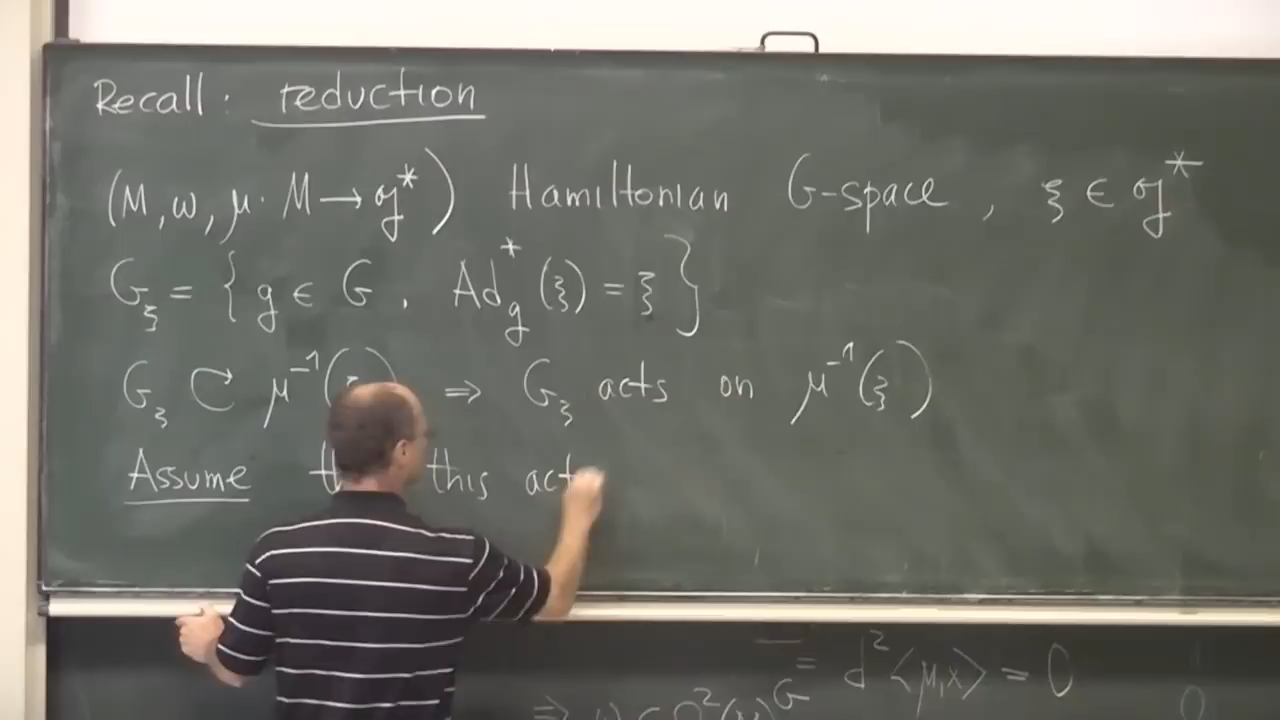 Recall: reduction
(M, ω, μ: M → 𝔤*) Hamiltonian G-space, ξ ∈ 𝔤*
G_ξ = { g ∈ G, Ad*_g (ξ) = ξ }
G_ξ ⊂ μ⁻¹(ξ) ⇒ G_ξ acts on μ⁻¹(ξ)
Assume this act
= d²⟨μ,x⟩ = 0
⇒